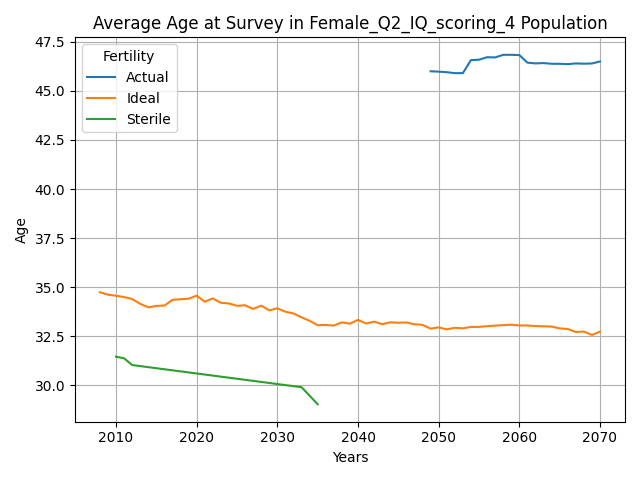 Average Age at Survey in Female_Q2_IQ_scoring_4 Population
Fertility
Actual
Ideal
Sterile
47.5
45.0
42.5
40.0
37.5
35.0
32.5
30.0
Age
2010 2020 2030 2040 2050 2060 2070
Years